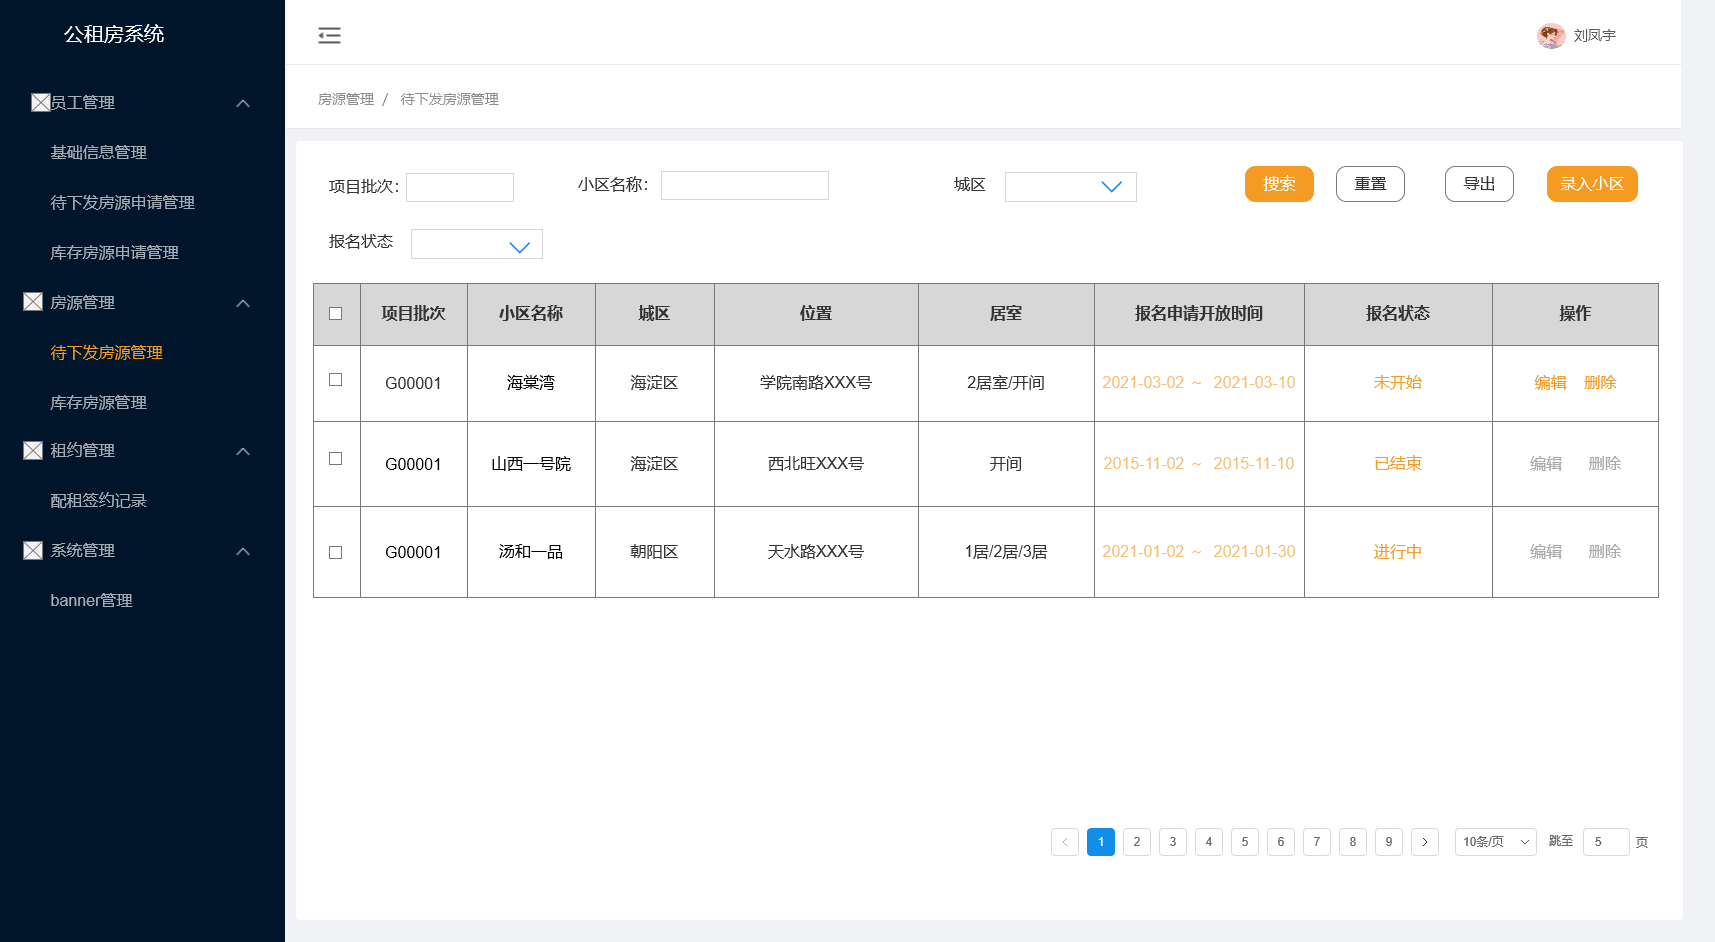 公租房系统
员工管理
基础信息管理
待下发房源申请管理
库存房源申请管理
房源管理
待下发房源管理
库存房源管理
租约管理
配租签约记录
系统管理
banner管理
刘凤宇
房源管理 / 待下发房源管理
项目批次: 小区名称: 城区 搜索 重置 导出 录入小区
报名状态
项目批次 小区名称 城区 位置 居室 报名申请开放时间 报名状态 操作
G00001 海棠湾 海淀区 学院南路XXX号 2居室/开间 2021-03-02 ~ 2021-03-10 未开始 编辑 删除
G00001 山西一号院 海淀区 西北旺XXX号 开间 2015-11-02 ~ 2015-11-10 已结束 编辑 删除
G00001 汤和一品 朝阳区 天水路XXX号 1居/2居/3居 2021-01-02 ~ 2021-01-30 进行中 编辑 删除
< 1 2 3 4 5 6 7 8 9 > 10条/页 跳至 5 页